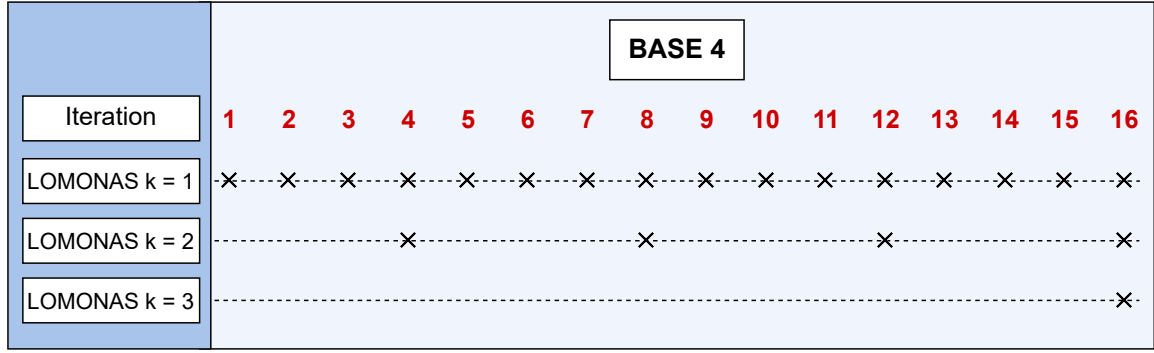 BASE 4
Iteration 1 2 3 4 5 6 7 8 9 10 11 12 13 14 15 16
LOMONAS k = 1
LOMONAS k = 2
LOMONAS k = 3